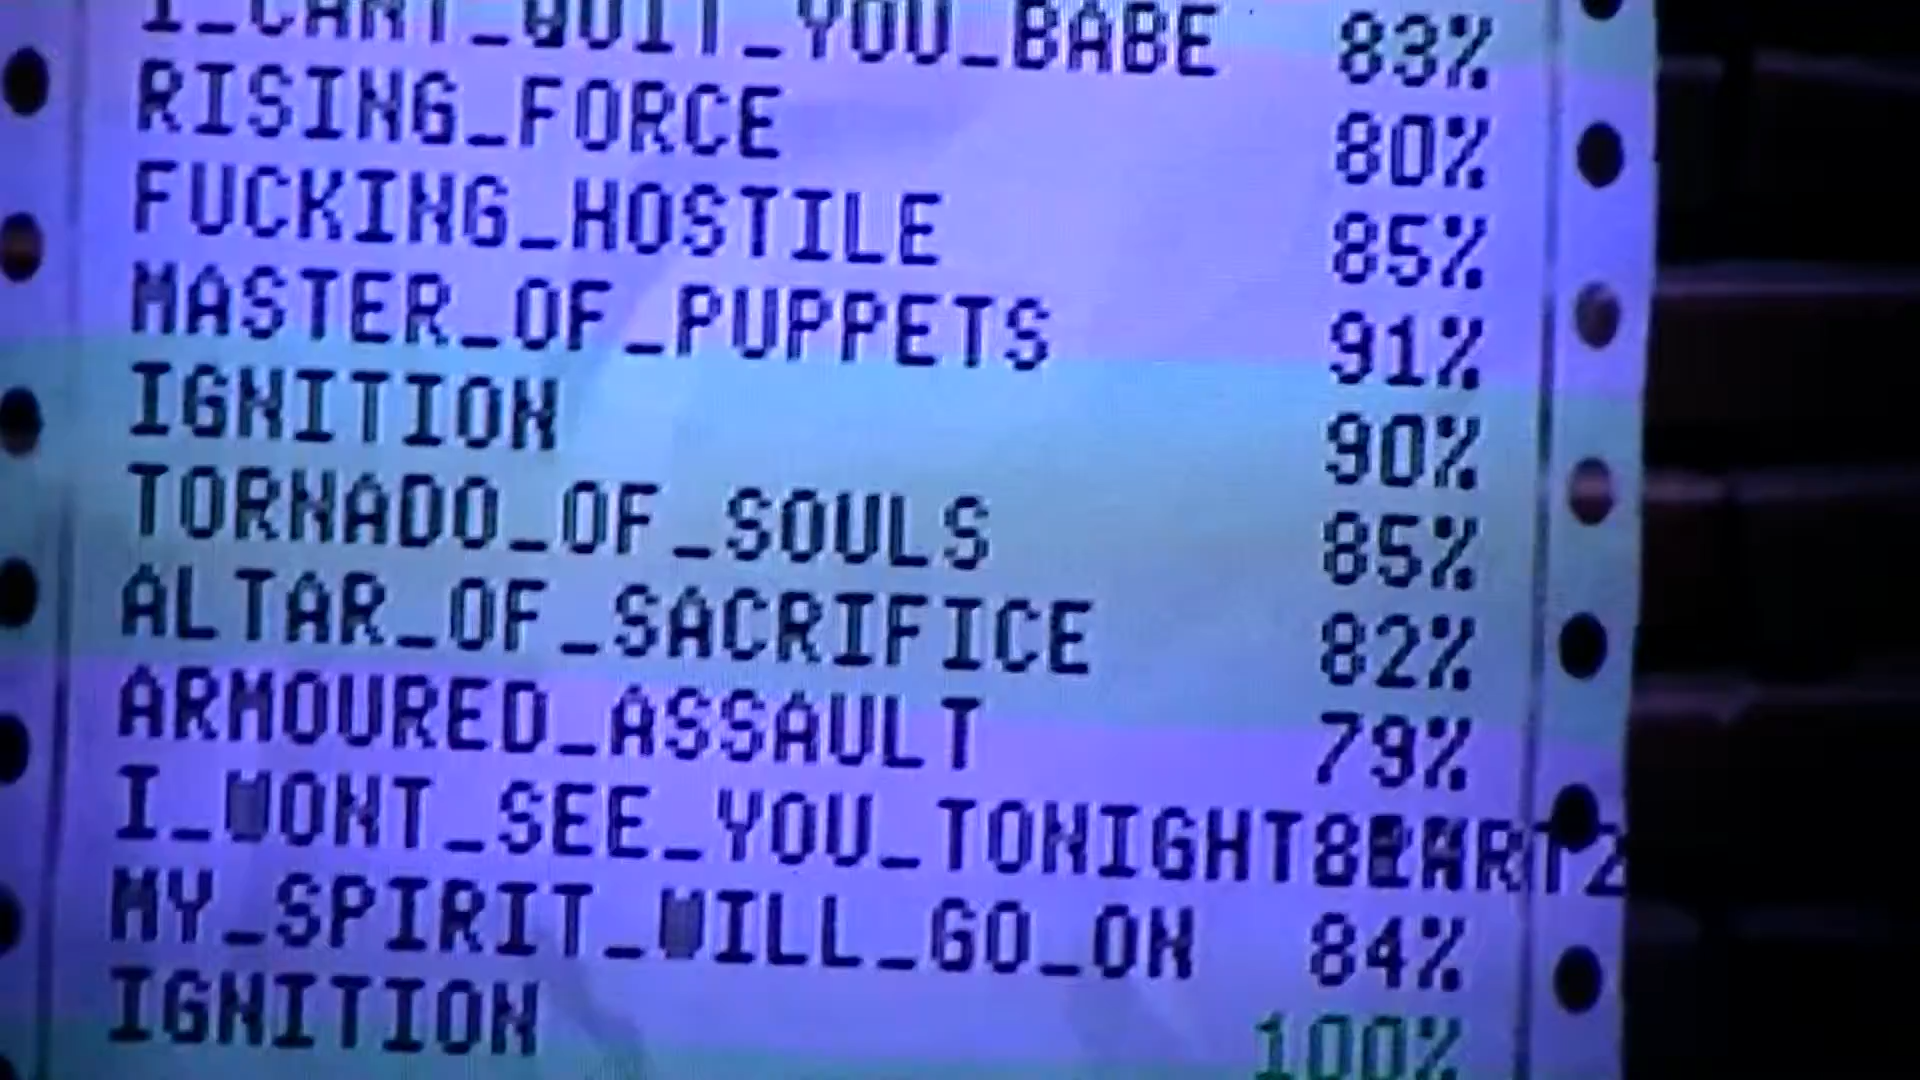 I_CANT_QUIT_YOU_BABE 83%
RISING_FORCE 80%
FUCKING_HOSTILE 85%
MASTER_OF_PUPPETS 91%
IGNITION 90%
TORNADO_OF_SOULS 85%
ALTAR_OF_SACRIFICE 82%
ARMOURED_ASSAULT 79%
I_WONT_SEE_YOU_TONIGHT
MY_SPIRIT_WILL_GO_ON 84%
IGNITION 100%